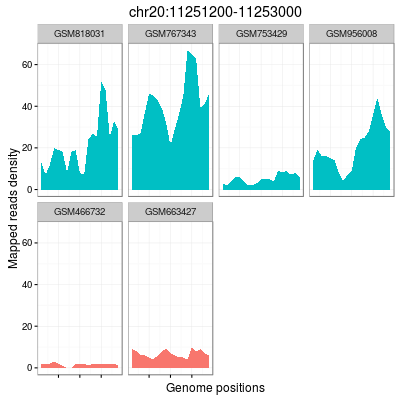 chr20:11251200-11253000
GSM818031 GSM767343 GSM753429 GSM956008
60
40
20
0
GSM466732 GSM663427
60
40
20
0
Mapped reads density
Genome positions